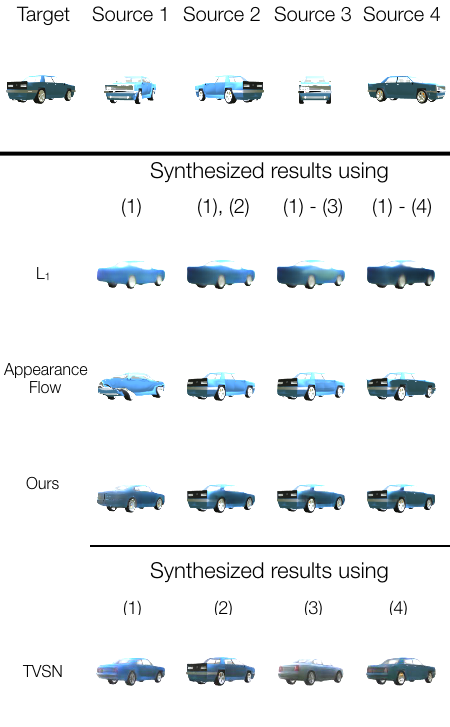 Target Source 1 Source 2 Source 3 Source 4
Synthesized results using
(1) (1), (2) (1) - (3) (1) - (4)
L₁
Appearance
Flow
Ours
Synthesized results using
(1) (2) (3) (4)
TVSN